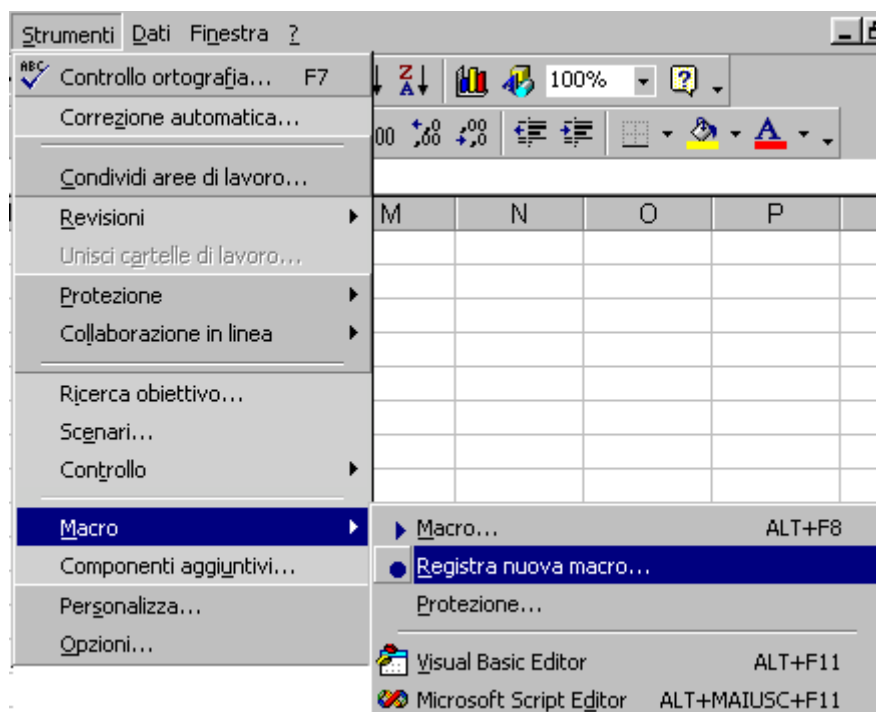 Strumenti Dati Finestra ?
ABC Controllo ortografia... F7
100%
Correzione automatica...
Condividi aree di lavoro...
Revisioni
M N O P
Unisci cartelle di lavoro...
Protezione
Collaborazione in linea
Ricerca obiettivo...
Scenari...
Controllo
Macro
Macro... ALT+F8
Componenti aggiuntivi...
Registra nuova macro...
Personalizza...
Protezione...
Opzioni...
Visual Basic Editor ALT+F11
Microsoft Script Editor ALT+MAIUSC+F11